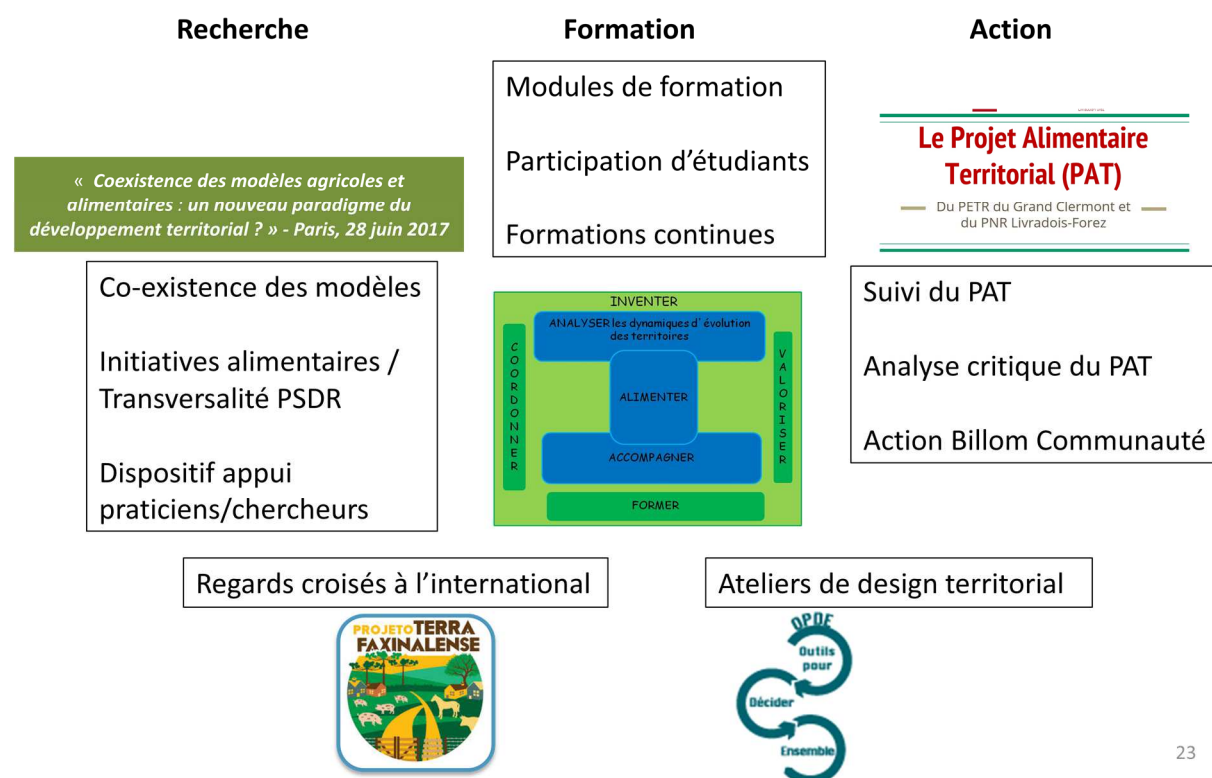 Recherche
Formation
Action
« Coexistence des modèles agricoles et
alimentaires : un nouveau paradigme du
développement territorial ? » - Paris, 28 juin 2017
Co-existence des modèles
Initiatives alimentaires /
Transversalité PSDR
Dispositif appui
praticiens/chercheurs
Modules de formation
Participation d'étudiants
Formations continues
INVENTER
ANALYSER les dynamiques d' évolution
des territoires
COORDONNER
ALIMENTER
VALORISER
ACCOMPAGNER
FORMER
Le Projet Alimentaire
Territorial (PAT)
Du PETR du Grand Clermont et
du PNR Livradois-Forez
Suivi du PAT
Analyse critique du PAT
Action Billom Communauté
Regards croisés à l'international
PROJETO TERRA
FAXINALENSE
Ateliers de design territorial
OPDE
Outils
pour
Décider
Ensemble
23